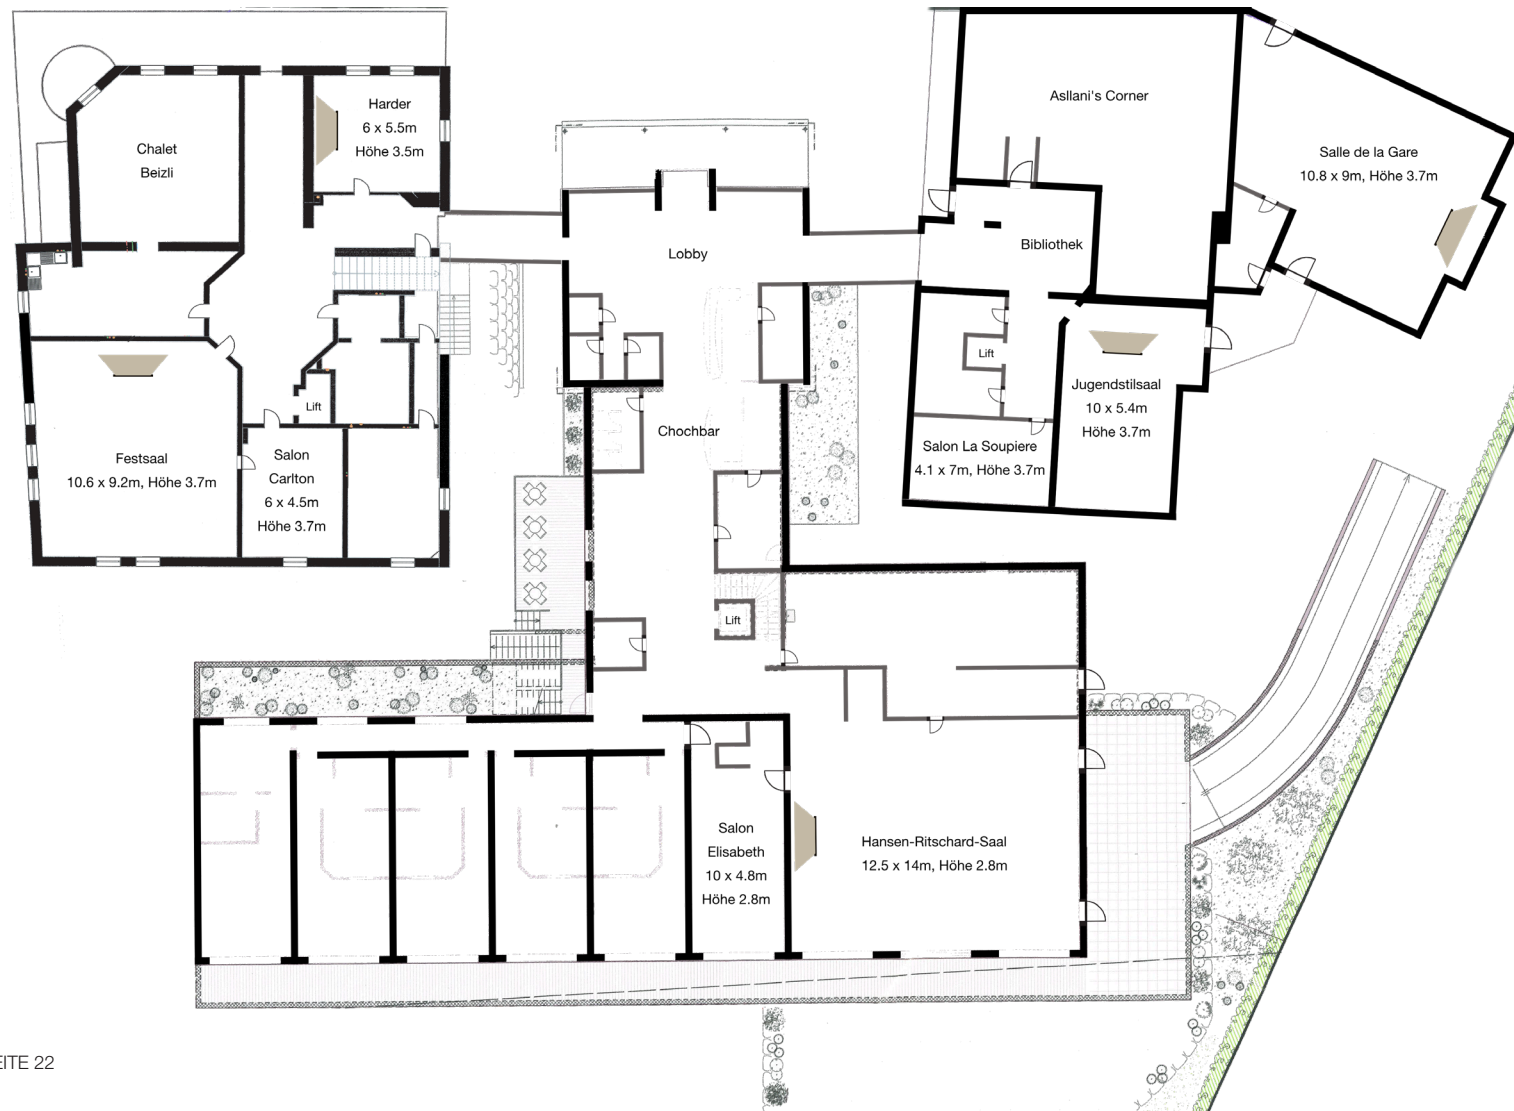 Harder
6 x 5.5m
Höhe 3.5m
Chalet
Beizli
Asllani's Corner
Salle de la Gare
10.8 x 9m, Höhe 3.7m
Lobby
Bibliothek
Lift
Jugendstilsaal
10 x 5.4m
Höhe 3.7m
Salon La Soupiere
4.1 x 7m, Höhe 3.7m
Lift
Chochbar
Festsaal
10.6 x 9.2m, Höhe 3.7m
Salon
Carlton
6 x 4.5m
Höhe 3.7m
Lift
Salon
Elisabeth
10 x 4.8m
Höhe 2.8m
Hansen-Ritschard-Saal
12.5 x 14m, Höhe 2.8m
EITE 22